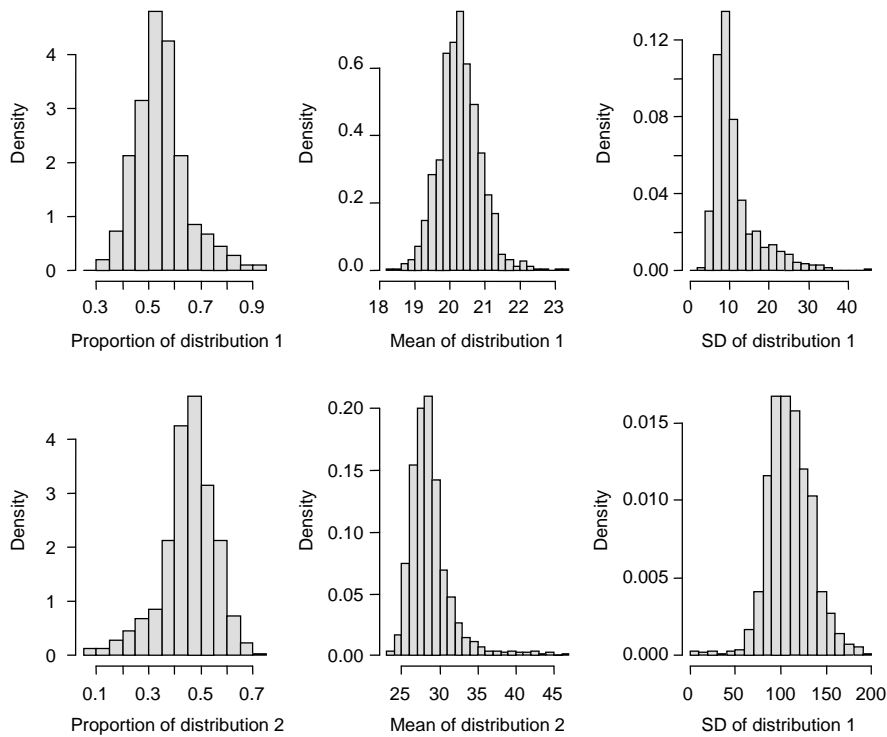 Density
4
3
2
1
0
0.3 0.5 0.7 0.9
Proportion of distribution 1
Density
0.6
0.4
0.2
0.0
18 19 20 21 22 23
Mean of distribution 1
Density
0.12
0.08
0.04
0.00
0 10 20 30 40
SD of distribution 1
Density
4
3
2
1
0
0.1 0.3 0.5 0.7
Proportion of distribution 2
Density
0.20
0.15
0.10
0.05
0.00
25 30 35 40 45
Mean of distribution 2
Density
0.015
0.010
0.005
0.000
0 50 100 150 200
SD of distribution 1